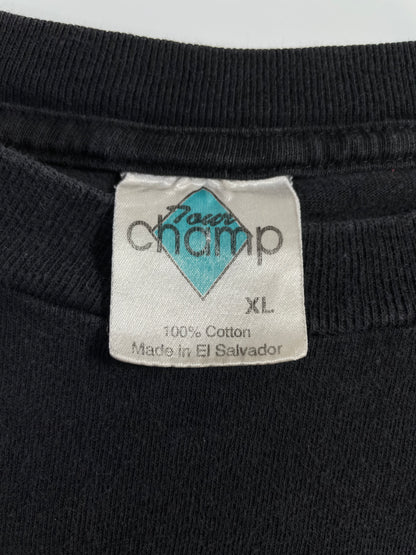 Tour
champ
XL
100% Cotton
Made in El Salvador